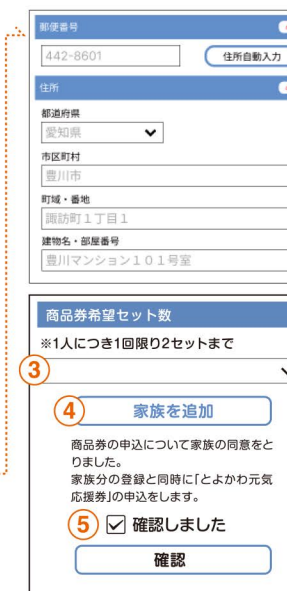 郵便番号
442-8601
住所自動入力
住所
都道府県
愛知県
市区町村
豊川市
町域・番地
諏訪町1丁目1
建物名・部屋番号
豊川マンション１０１号室
商品券希望セット数
※1人につき1回限り2セットまで
③
④ 家族を追加
商品券の申込について家族の同意をと
りました。
家族分の登録と同時に｢とよかわ元気
応援券｣の申込をします。
⑤ 確認しました
確認